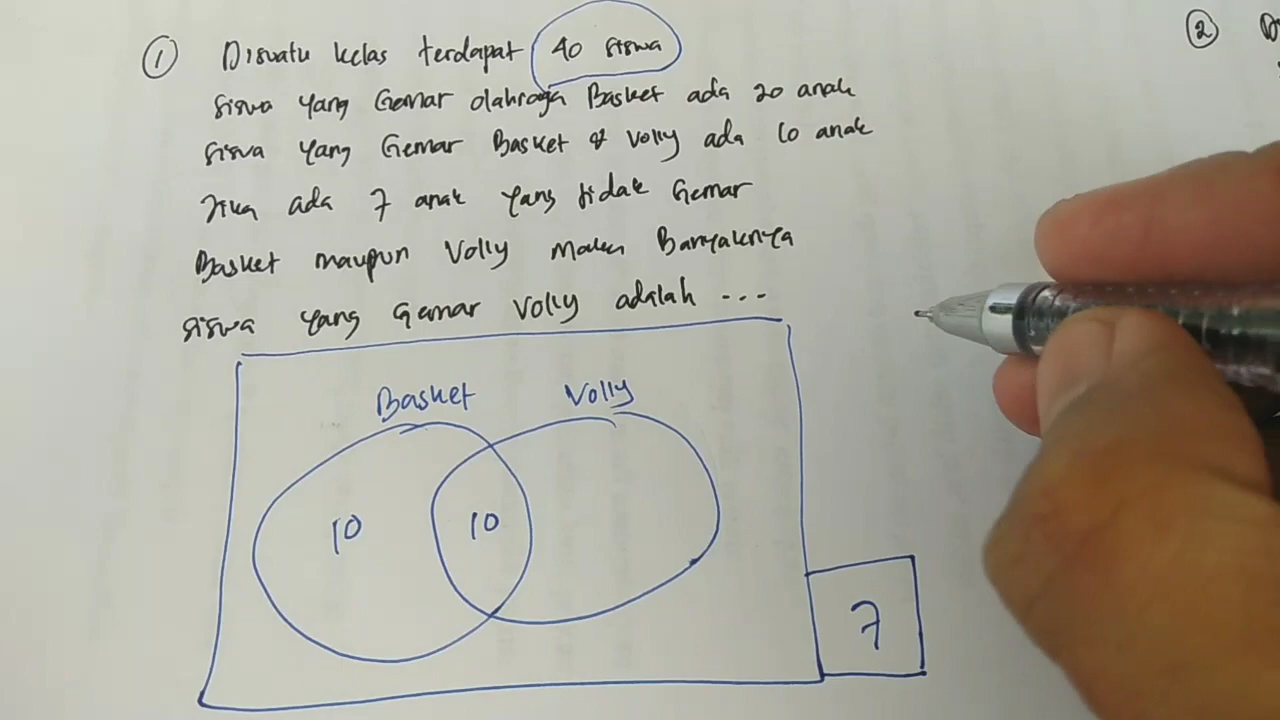 ① Disuatu kelas terdapat 40 siswa
siswa yang Gemar olahraga Basket ada 20 anak
siswa yang Gemar Basket & Volly ada 10 anak
Jika ada 7 anak yang tidak Gemar
Basket maupun Volly Maka Banyaknya
siswa yang Gemar Volly adalah ...
Basket Volly
10 10
7
②